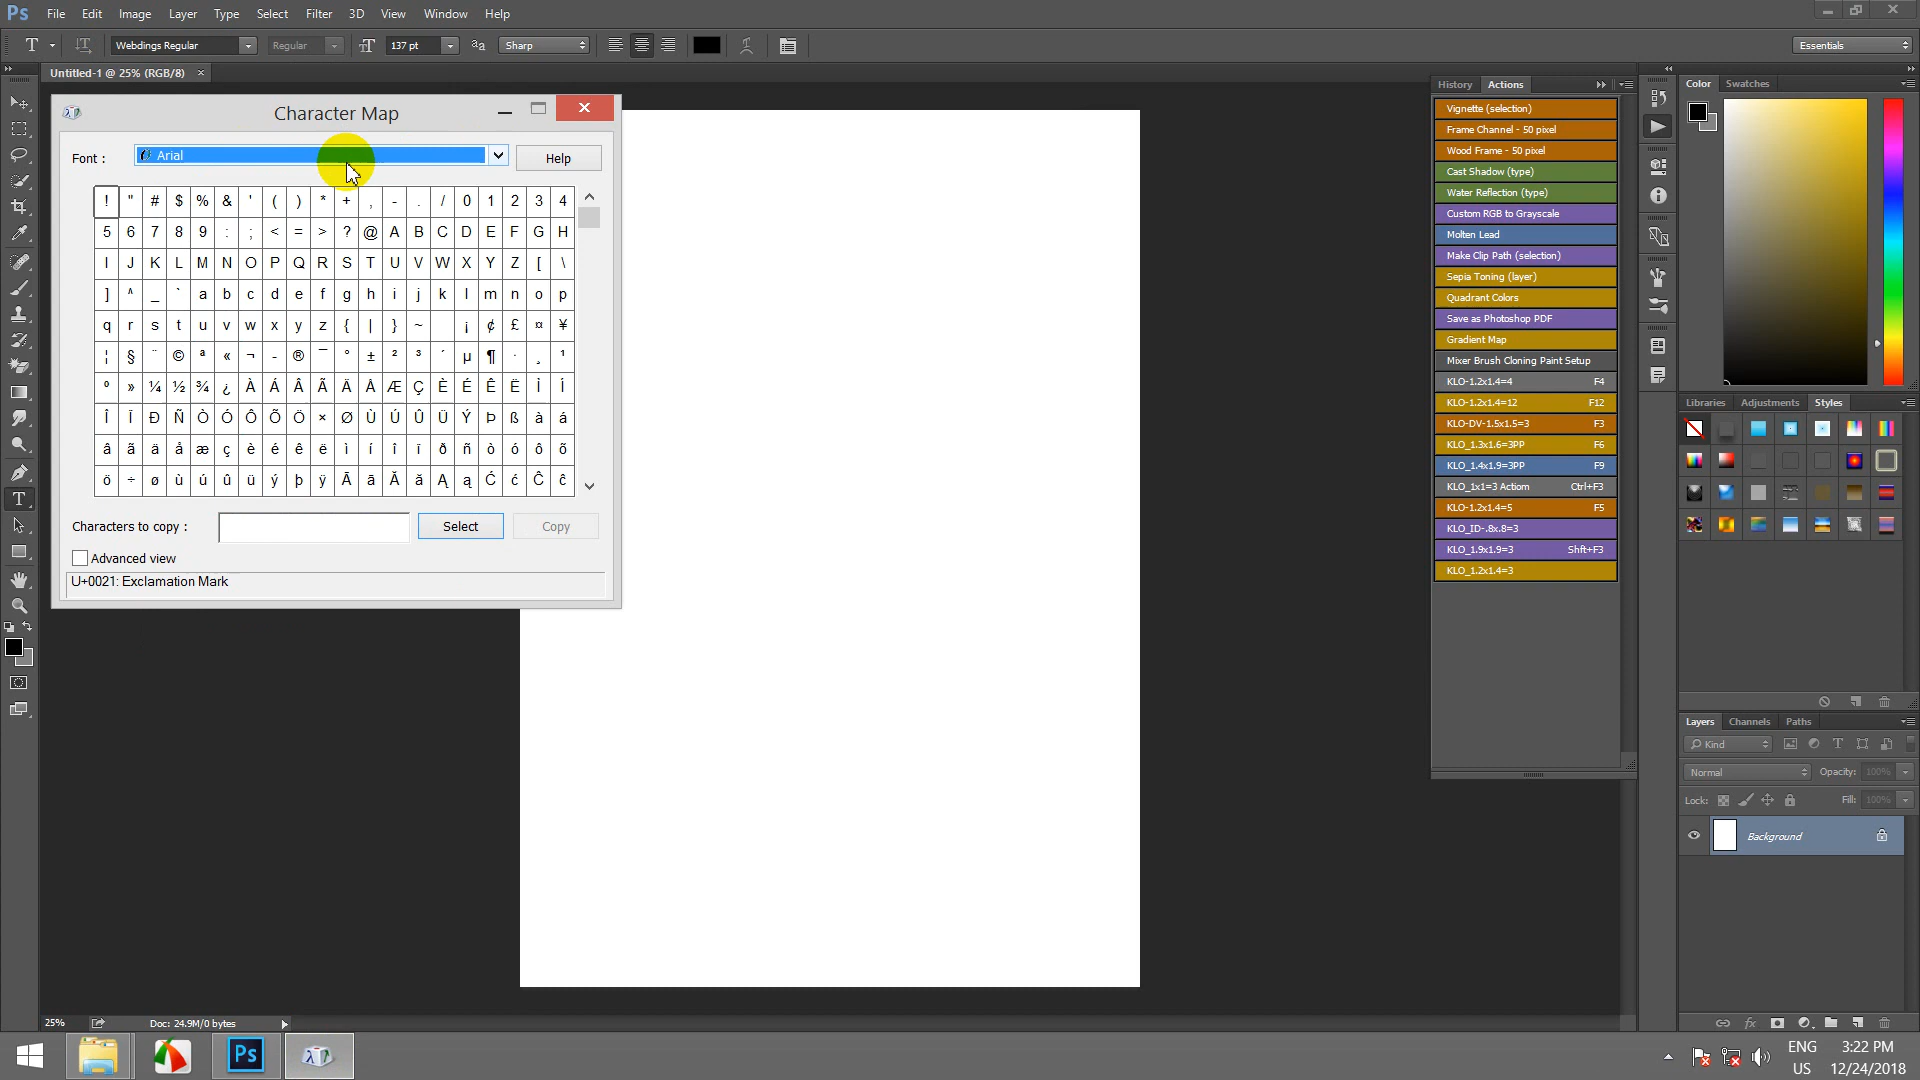 Ps File Edit Image Layer Type Select Filter 3D View Window Help
T Webdings Regular Regular 137 pt Sharp Essentials
Untitled-1 @ 25% (RGB/8) ×
Character Map
Font : Arial Help
! " # $ % & ' ( ) * + , - . / 0 1 2 3 4
5 6 7 8 9 : ; < = > ? @ A B C D E F G H
I J K L M N O P Q R S T U V W X Y Z [ \
] ^ _ ` a b c d e f g h i j k l m n o p
q r s t u v w x y z { | } ~ ¡ ¢ £ ¤ ¥
¦ § ¨ © ª « ¬ - ® ¯ ° ± ² ³ ´ µ ¶ · ¸ ¹
º » ¼ ½ ¾ ¿ À Á Â Ã Ä Å Æ Ç È É Ê Ë Ì Í
Î Ï Ð Ñ Ò Ó Ô Õ Ö × Ø Ù Ú Û Ü Ý Þ ß à á
â ã ä å æ ç è é ê ë ì í î ï ð ñ ò ó ô õ
ö ÷ ø ù ú û ü ý þ ÿ Ā ā Ă ă Ą ą Ć ć Ĉ ĉ
Characters to copy : Select Copy
Advanced view
U+0021: Exclamation Mark
History Actions
Vignette (selection)
Frame Channel - 50 pixel
Wood Frame - 50 pixel
Cast Shadow (type)
Water Reflection (type)
Custom RGB to Grayscale
Molten Lead
Make Clip Path (selection)
Sepia Toning (layer)
Quadrant Colors
Save as Photoshop PDF
Gradient Map
Mixer Brush Cloning Paint Setup
KLO-1.2x1.4=4 F4
KLO-1.2x1.4=12 F12
KLO-DV-1.5x1.5=3 F3
KLO_1.3x1.6=3PP F6
KLO_1.4x1.9=3PP F9
KLO_1x1=3 Actiom Ctrl+F3
KLO-1.2x1.4=5 F5
KLO_ID-.8x.8=3
KLO_1.9x1.9=3 Shft+F3
KLO_1.2x1.4=3
Color Swatches
Libraries Adjustments Styles
Layers Channels Paths
Kind
Normal Opacity: 100%
Lock: Fill: 100%
Background
25% Doc: 24.9M/0 bytes
Ps
ENG 3:22 PM
US 12/24/2018